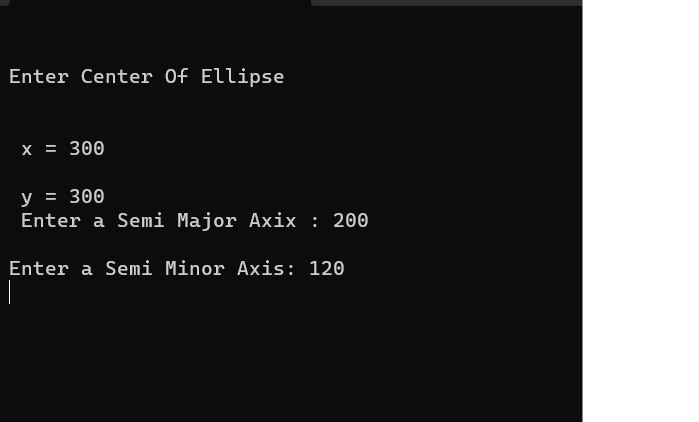 Enter Center Of Ellipse
x = 300
y = 300
Enter a Semi Major Axix : 200
Enter a Semi Minor Axis: 120